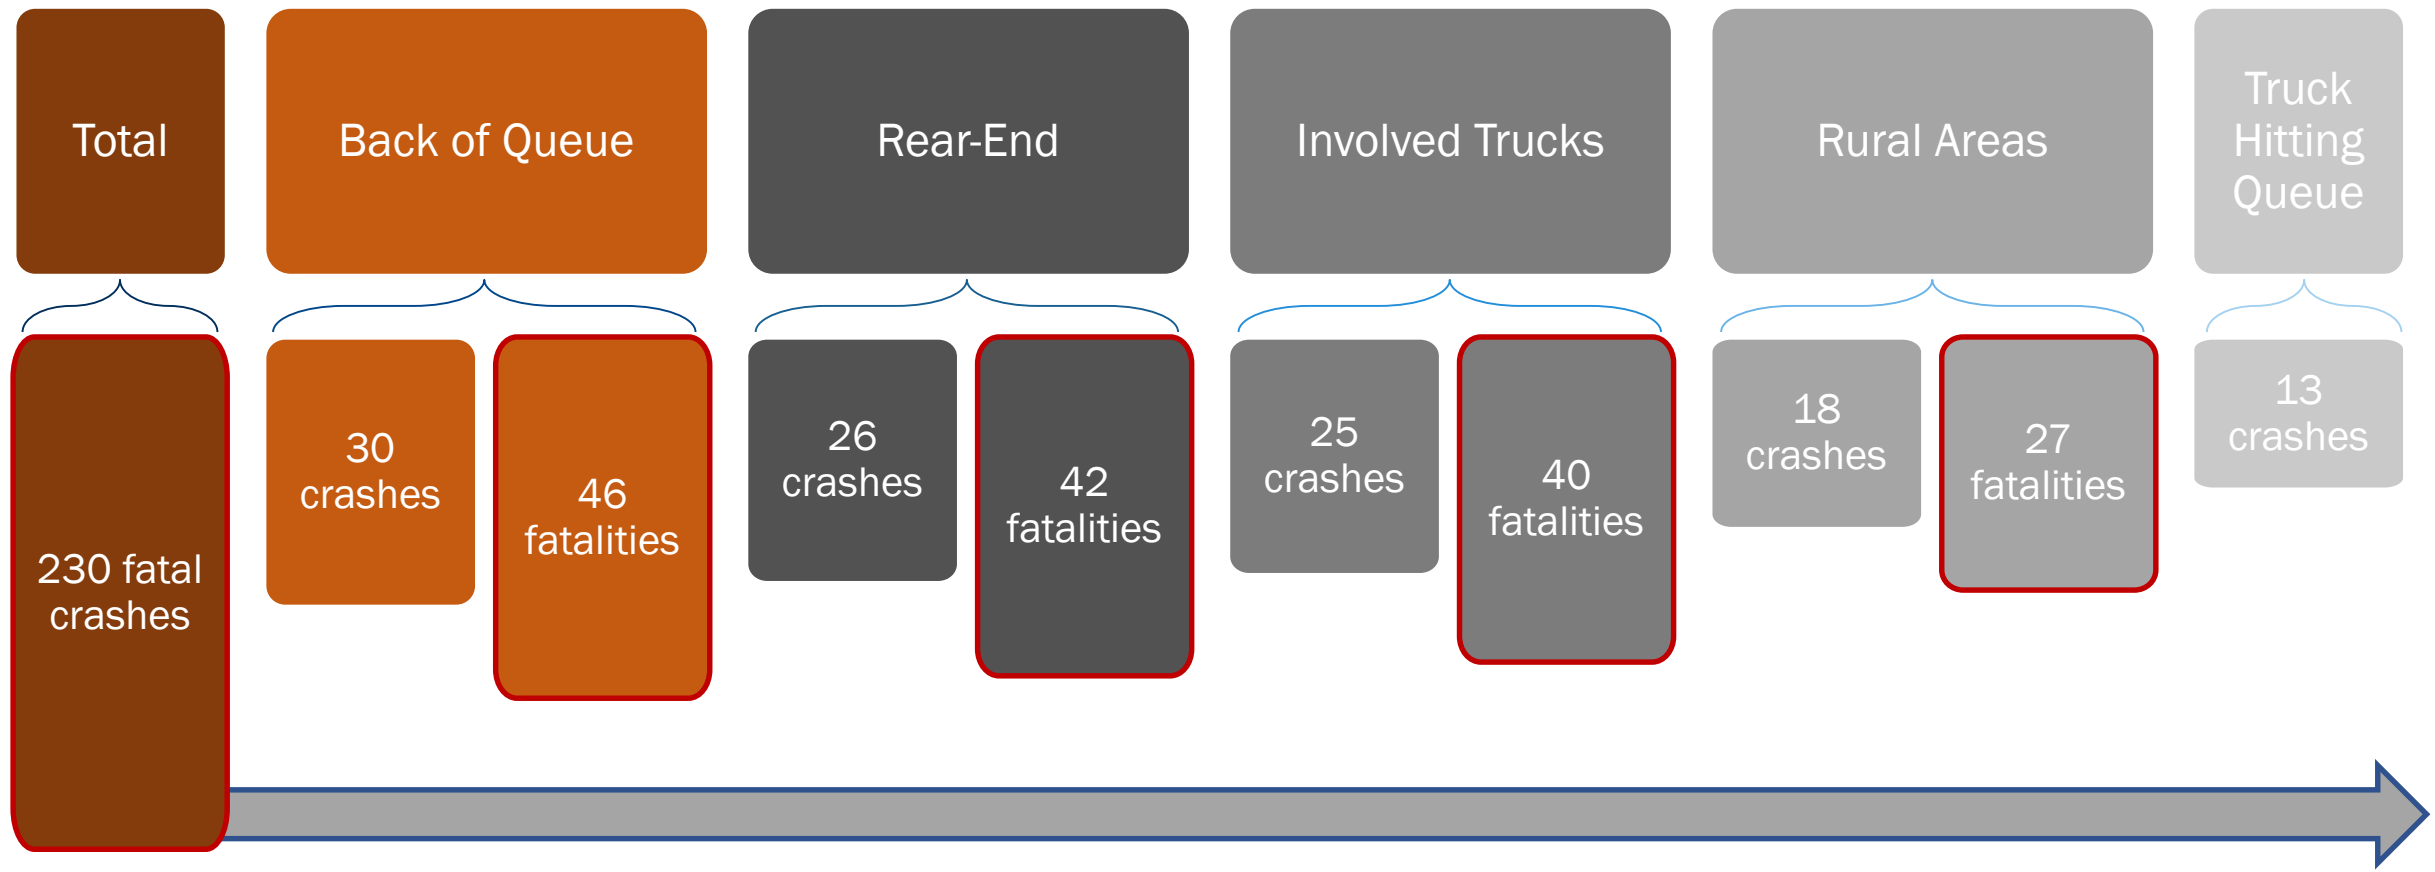 Total
Back of Queue
Rear-End
Involved Trucks
Rural Areas
Truck
Hitting
Queue
230 fatal
crashes
30
crashes
46
fatalities
26
crashes
42
fatalities
25
crashes
40
fatalities
18
crashes
27
fatalities
13
crashes